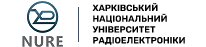 NURE
ХАРКІВСЬКИЙ
НАЦІОНАЛЬНИЙ
УНІВЕРСИТЕТ
РАДІОЕЛЕКТРОНІКИ